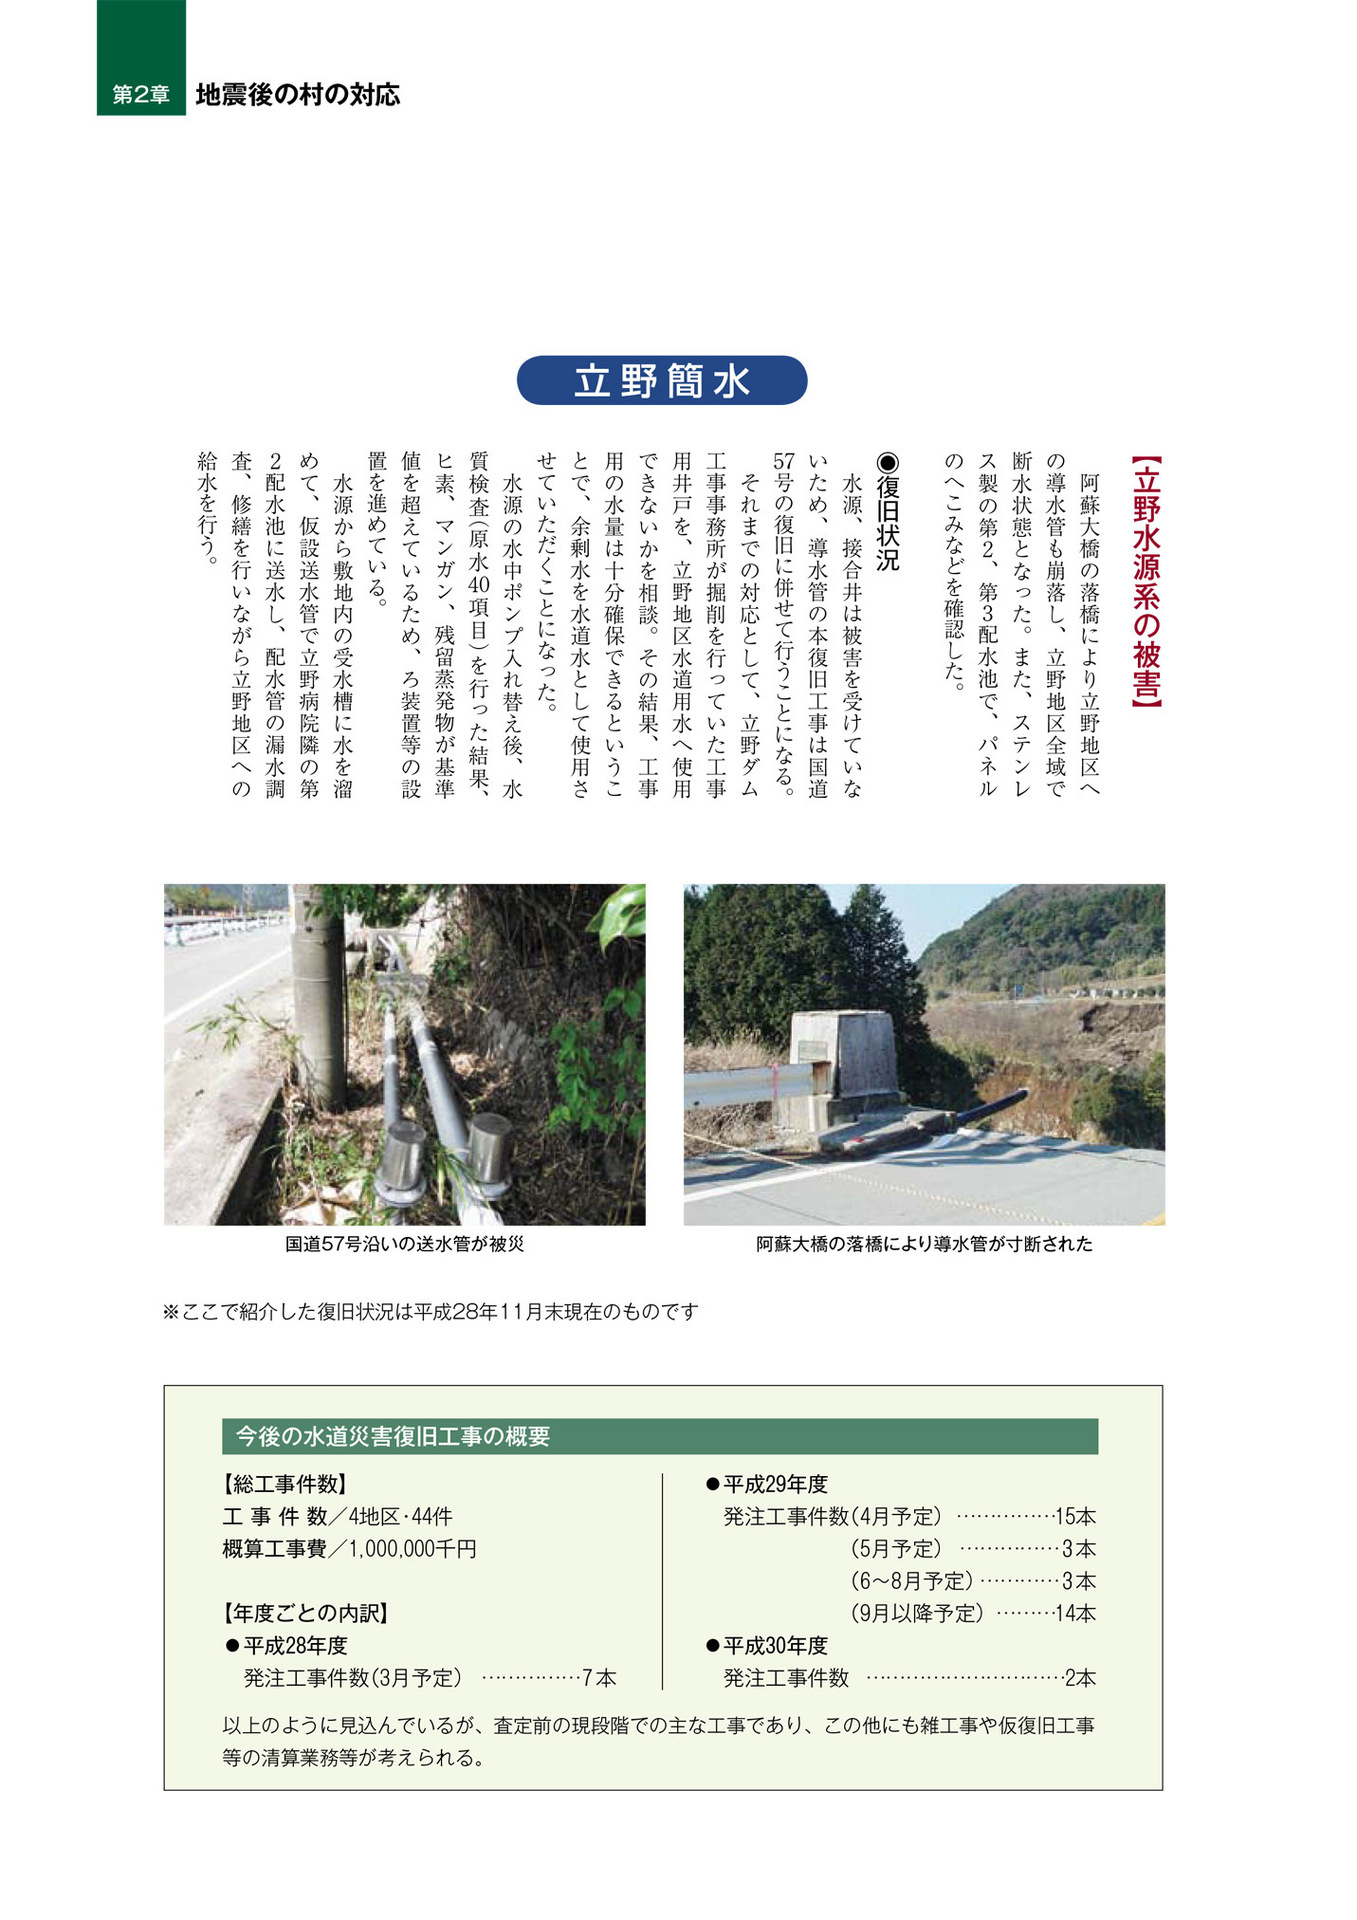 第2章
地震後の村の対応
立野簡水
【立野水源系の被害】
阿蘇大橋の落橋により立野地区へ
の導水管も崩落し、立野地区全域で
断水状態となった。また、ステンレ
ス製の第2、第3配水池で、パネル
のへこみなどを確認した。
◉復旧状況
水源、接合井は被害を受けていな
いため、導水管の本復旧工事は国道
57号の復旧に併せて行うことになる。
それまでの対応として、立野ダム
工事事務所が掘削を行っていた工事
用井戸を、立野地区水道用水へ使用
できないかを相談。その結果、工事
用の水量は十分確保できるというこ
とで、余剰水を水道水として使用さ
せていただくことになった。
水源の水中ポンプ入れ替え後、水
質検査(原水40項目)を行った結果、
ヒ素、マンガン、残留蒸発物が基準
値を超えているため、ろ装置等の設
置を進めている。
水源から敷地内の受水槽に水を溜
めて、仮設送水管で立野病院隣の第
2配水池に送水し、配水管の漏水調
査、修繕を行いながら立野地区への
給水を行う。
国道57号沿いの送水管が被災
阿蘇大橋の落橋により導水管が寸断された
※ここで紹介した復旧状況は平成28年11月末現在のものです
今後の水道災害復旧工事の概要
【総工事件数】
工事件数／4地区・44件
概算工事費／1,000,000千円
【年度ごとの内訳】
●平成28年度
発注工事件数(3月予定) ……………7本
●平成29年度
発注工事件数(4月予定) ……………15本
(5月予定) ……………3本
(6〜8月予定)…………3本
(9月以降予定) ………14本
●平成30年度
発注工事件数 …………………………2本
以上のように見込んでいるが、査定前の現段階での主な工事であり、この他にも雑工事や仮復旧工事
等の清算業務等が考えられる。